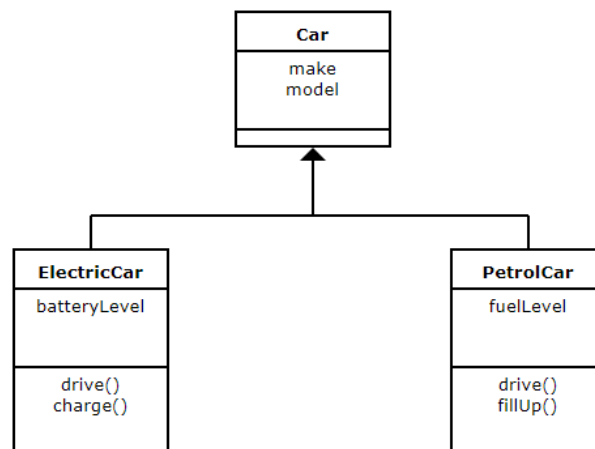 Car
make
model
ElectricCar
batteryLevel
drive()
charge()
PetrolCar
fuelLevel
drive()
fillUp()